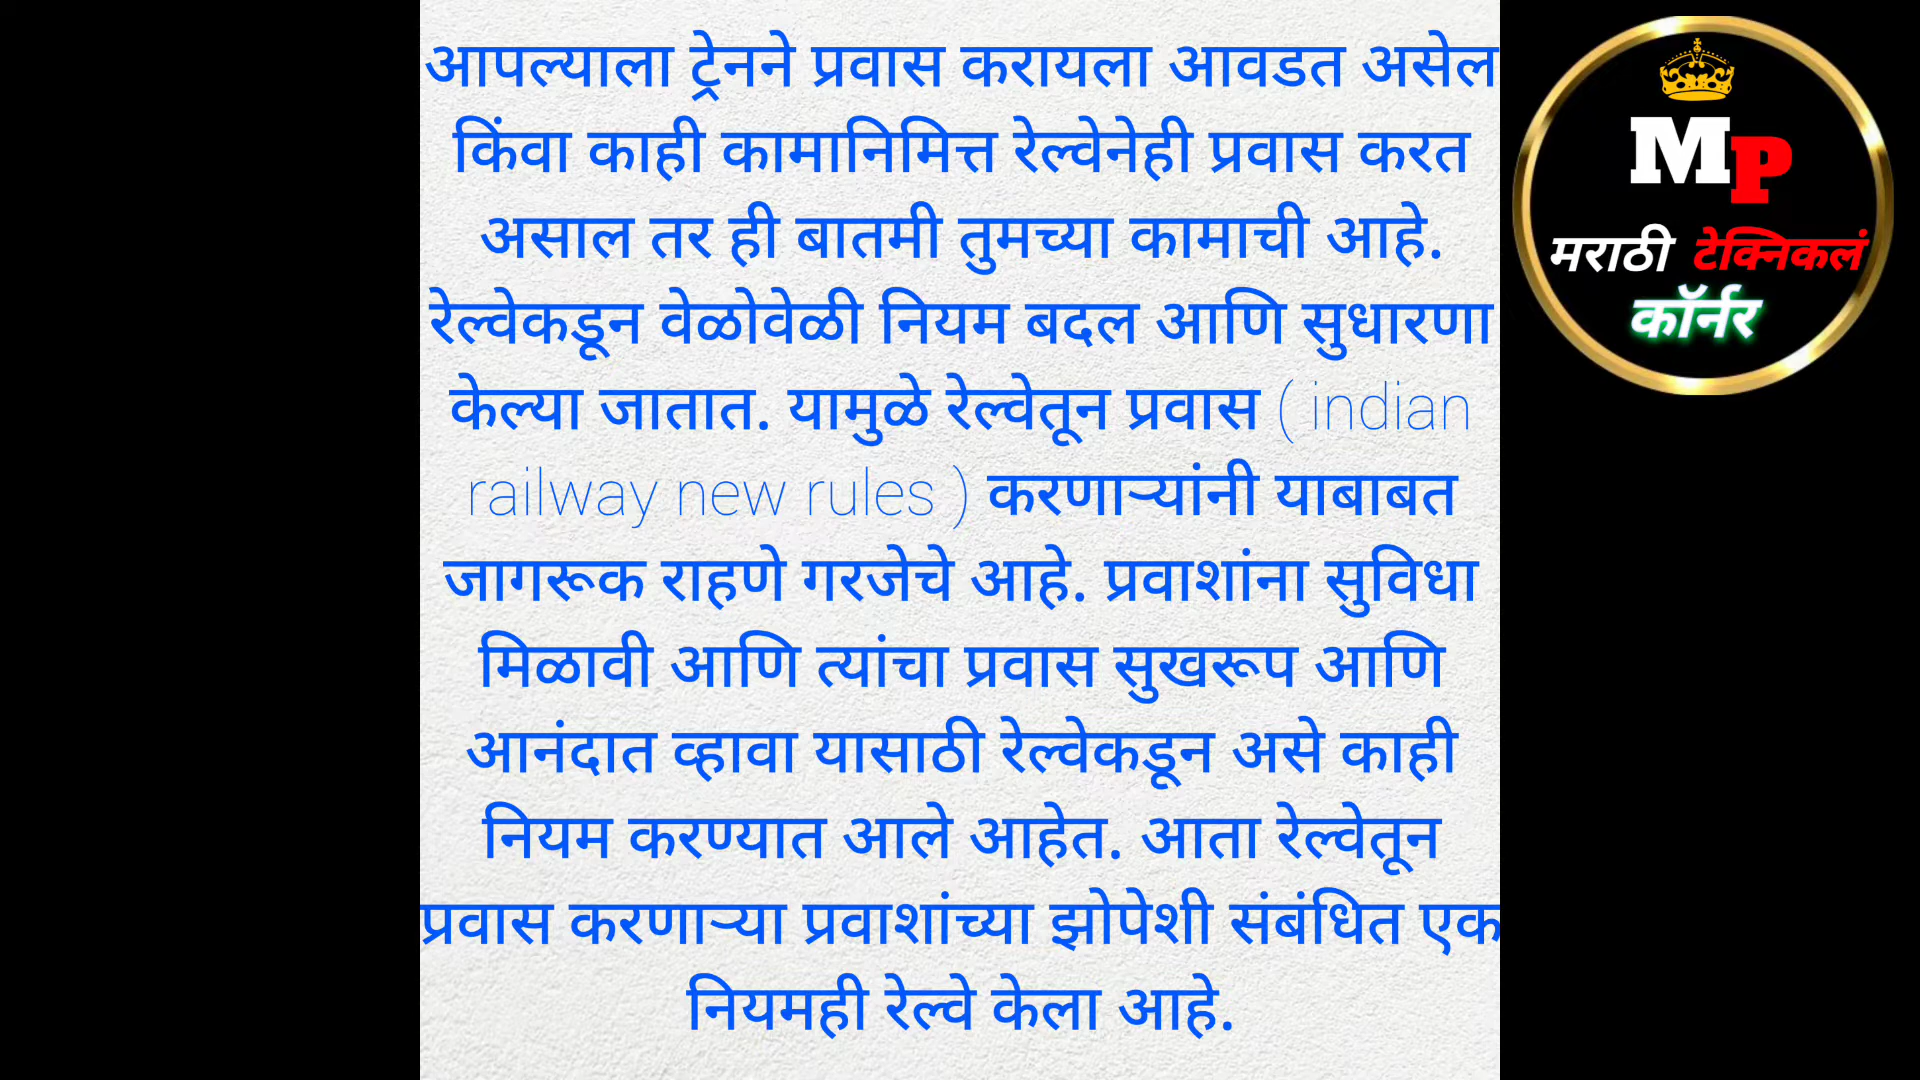 आपल्याला ट्रेनने प्रवास करायला आवडत असेल
किंवा काही कामानिमित्त रेल्वेनेही प्रवास करत
असाल तर ही बातमी तुमच्या कामाची आहे.
रेल्वेकडून वेळोवेळी नियम बदल आणि सुधारणा
केल्या जातात. यामुळे रेल्वेतून प्रवास ( indian
railway new rules ) करणाऱ्यांनी याबाबत
जागरूक राहणे गरजेचे आहे. प्रवाशांना सुविधा
मिळावी आणि त्यांचा प्रवास सुखरूप आणि
आनंदात व्हावा यासाठी रेल्वेकडून असे काही
नियम करण्यात आले आहेत. आता रेल्वेतून
प्रवास करणाऱ्या प्रवाशांच्या झोपेशी संबंधित एक
नियमही रेल्वे केला आहे.
MP
मराठी टेक्निकलं
कॉर्नर